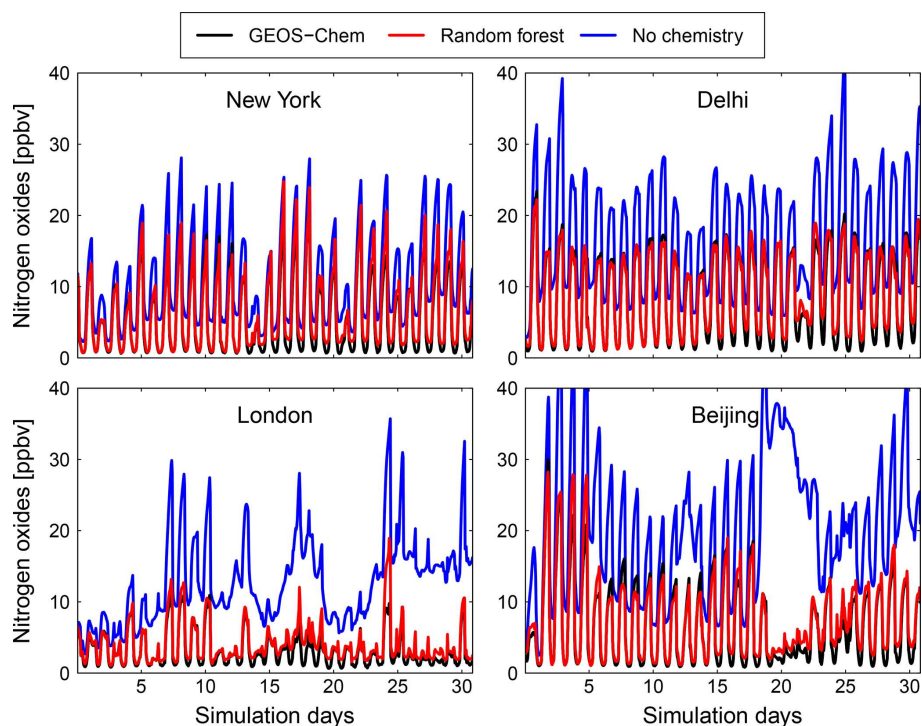 GEOS−Chem Random forest No chemistry
New York
Delhi
Nitrogen oxides [ppbv]
40
30
20
10
0
40
30
20
10
0
London
Beijing
Nitrogen oxides [ppbv]
40
30
20
10
0
5 10 15 20 25 30
Simulation days
40
30
20
10
0
5 10 15 20 25 30
Simulation days